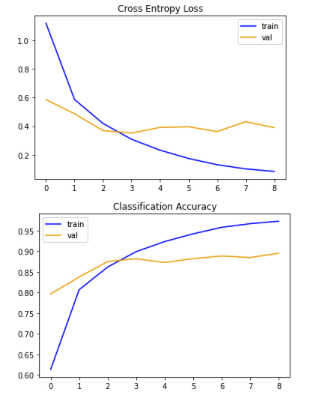 Cross Entropy Loss
train
val
1.0
0.8
0.6
0.4
0.2
0 1 2 3 4 5 6 7 8
Classification Accuracy
train
val
0.95
0.90
0.85
0.80
0.75
0.70
0.65
0.60
0 1 2 3 4 5 6 7 8